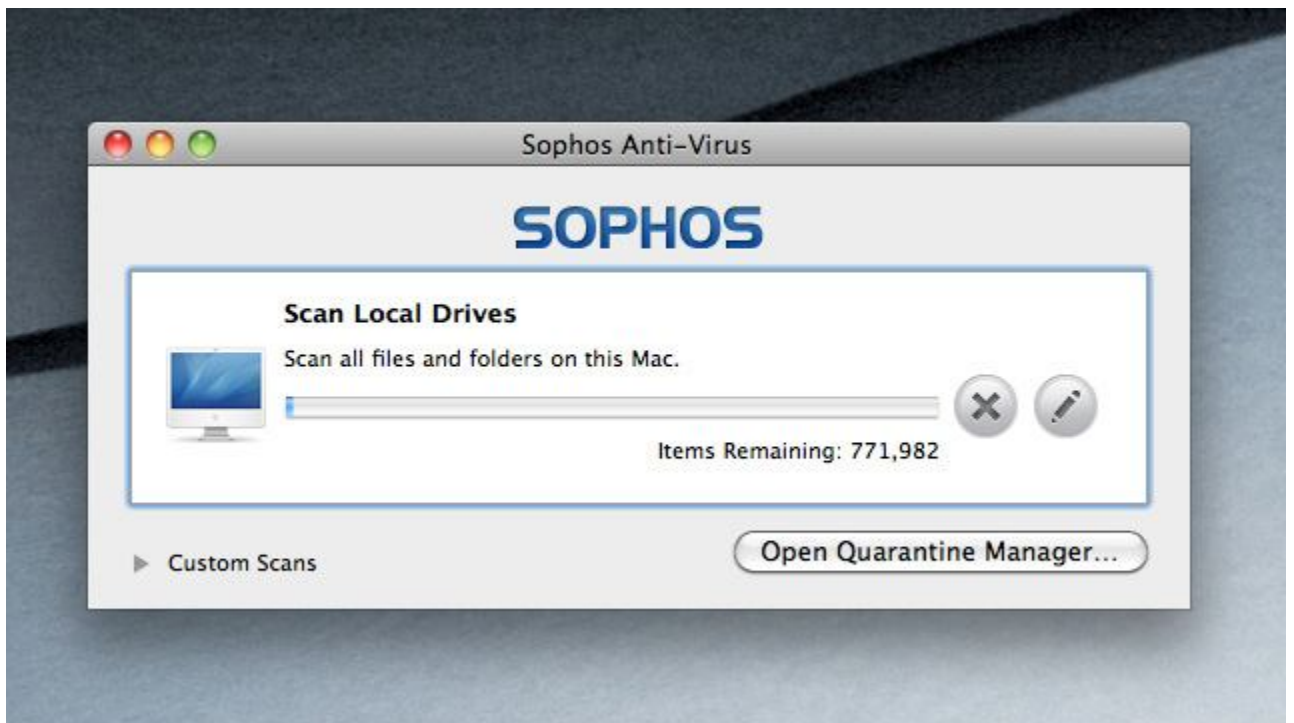 Sophos Anti-Virus
SOPHOS
Scan Local Drives
Scan all files and folders on this Mac.
Items Remaining: 771,982
Custom Scans
Open Quarantine Manager...